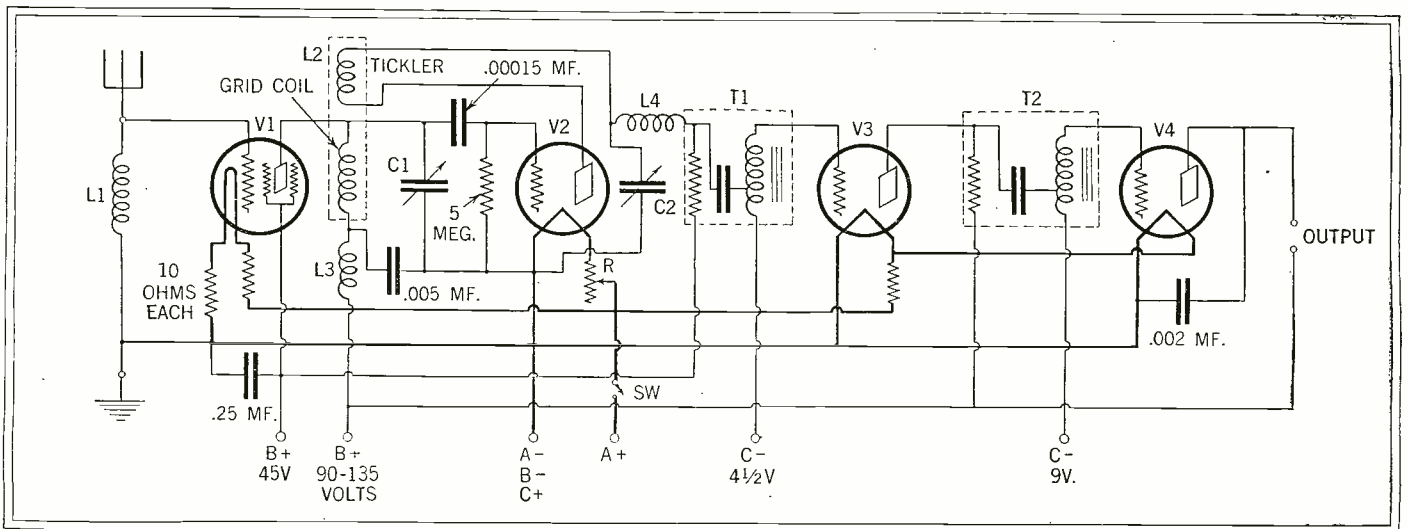 L2
TICKLER
.00015 MF.
GRID COIL
V1
V2
L4
T1
V3
T2
V4
C1
L1
5
MEG.
C2
L3
.005 MF.
R
10
OHMS
EACH
OUTPUT
.002 MF.
.25 MF.
SW
B+
45V
B+
90-135
VOLTS
A-
B-
C+
A+
C-
4½V
C-
9V.